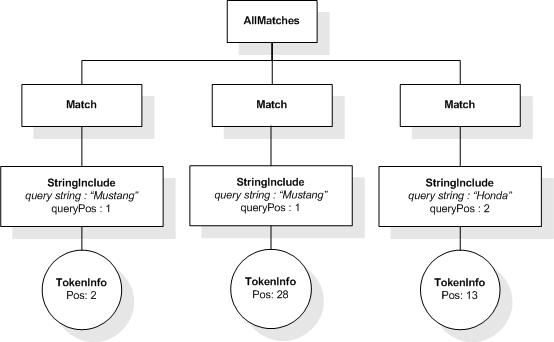 AllMatches
Match
Match
Match
StringInclude
query string : “Mustang”
queryPos : 1
StringInclude
query string : “Mustang”
queryPos : 1
StringInclude
query string : “Honda”
queryPos : 2
TokenInfo
Pos: 2
TokenInfo
Pos: 28
TokenInfo
Pos: 13